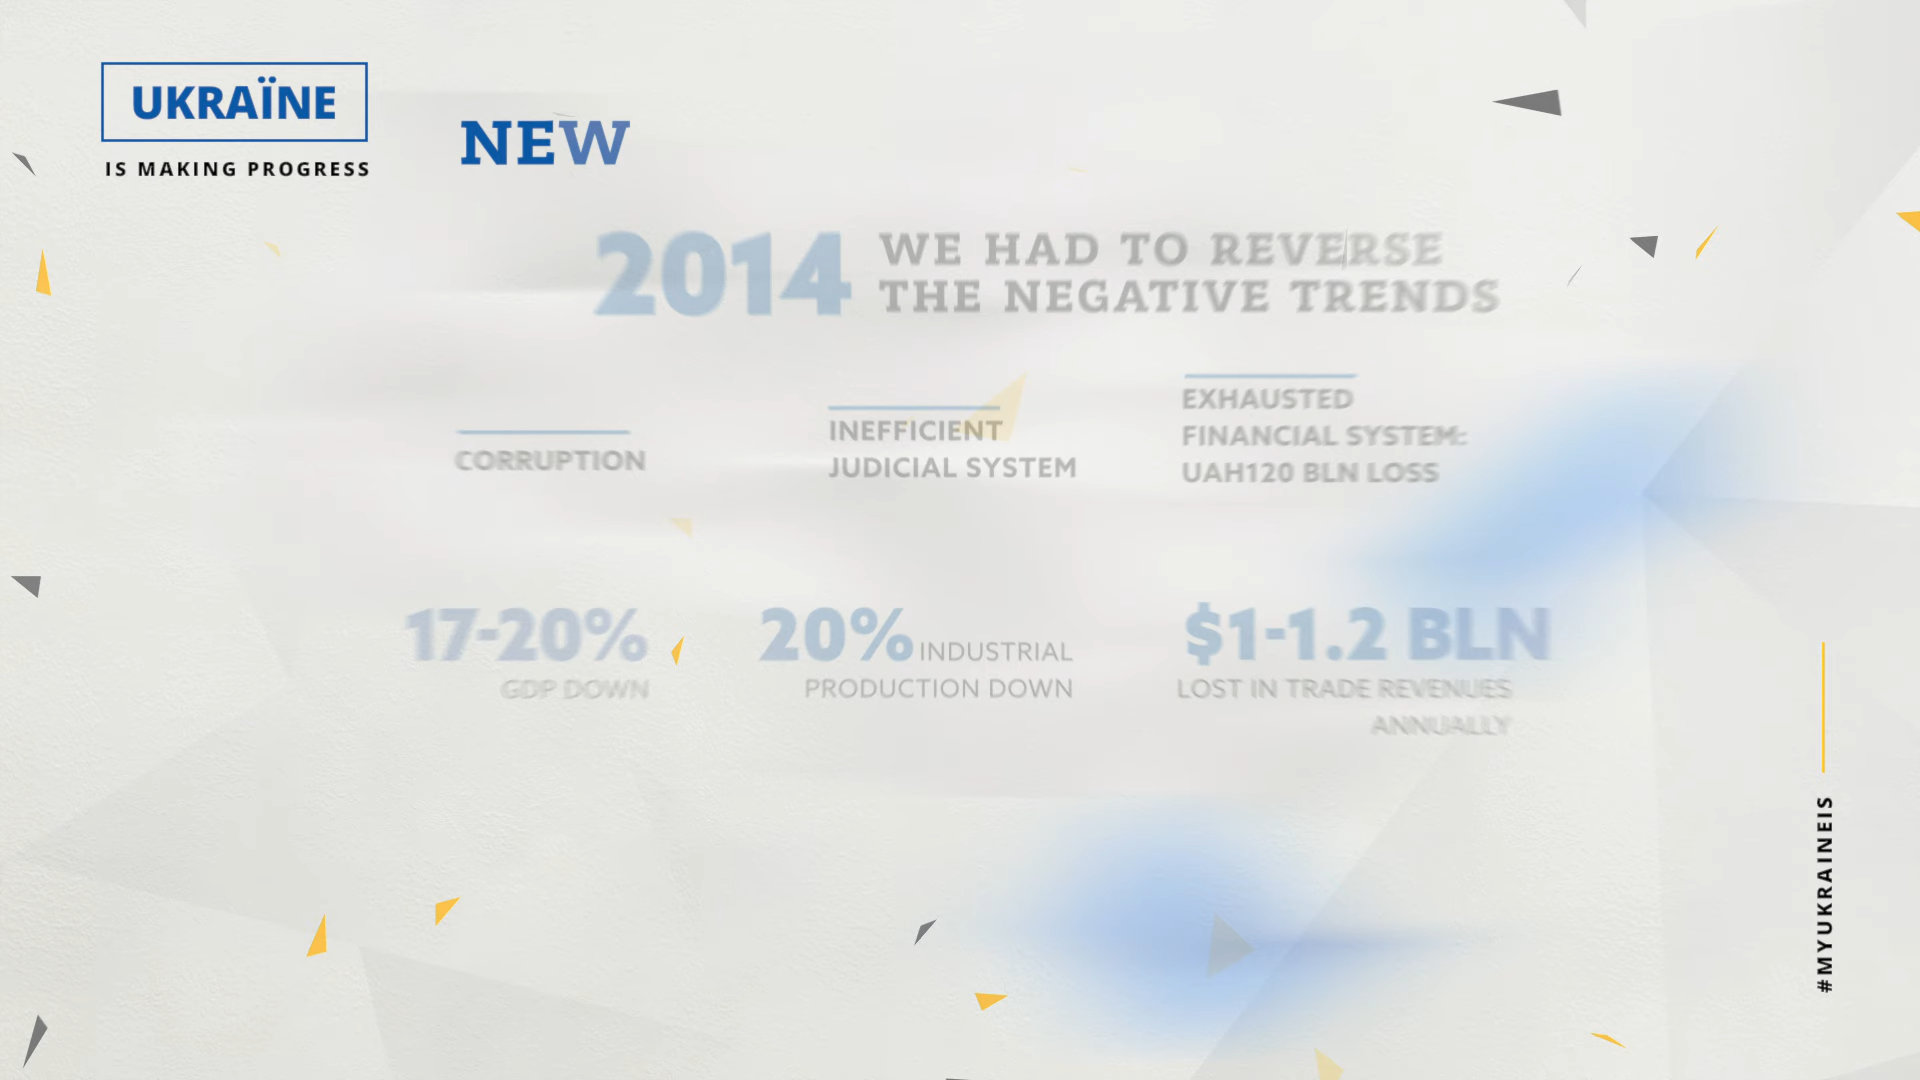 UKRAÏNE
IS MAKING PROGRESS
NEW
2014
WE HAD TO REVERSE
THE NEGATIVE TRENDS
CORRUPTION
INEFFICIENT
JUDICIAL SYSTEM
EXHAUSTED
FINANCIAL SYSTEM:
UAH120 BLN LOSS
17-20%
GDP DOWN
20% INDUSTRIAL
PRODUCTION DOWN
$1-1.2 BLN
LOST IN TRADE REVENUES
ANNUALLY
#MYUKRAINEIS